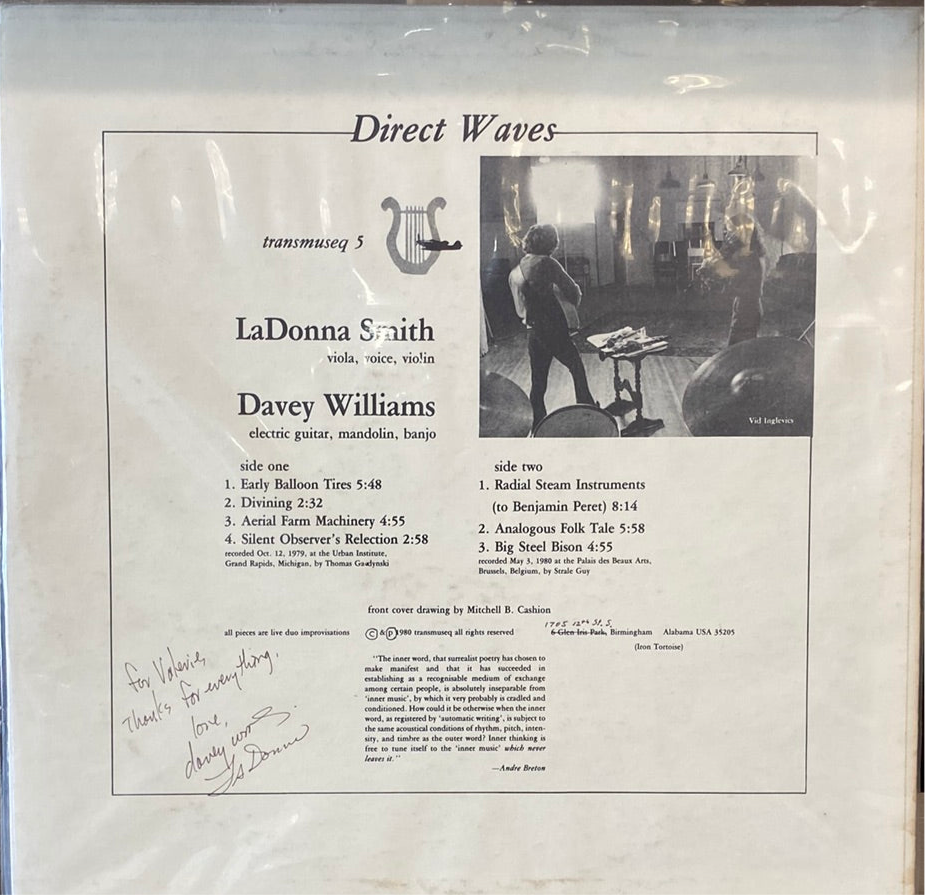 Direct Waves
transmuseq 5
LaDonna Smith
viola, voice, violin
Davey Williams
electric guitar, mandolin, banjo
Vid Inglevics
side one
1. Early Balloon Tires 5:48
2. Divining 2:32
3. Aerial Farm Machinery 4:55
4. Silent Observer's Relection 2:58
recorded Oct. 12, 1979, at the Urban Institute,
Grand Rapids, Michigan, by Thomas
side two
1. Radial Steam Instruments
(to Benjamin Peret) 8:14
2. Analogous Folk Tale 5:58
3. Big Steel Bison 4:55
recorded May 3, 1980 at the Palais des Beaux Arts,
Brussels, Belgium, by Strale Guy
front cover drawing by Mitchell B. Cashion
all pieces are live duo improvisations
© & ℗ 1980 transmuseq all rights reserved
1705 12th St. S.
6 Glen Iris Park, Birmingham Alabama USA 35205
(Iron Tortoise)
"The inner word, that surrealist poetry has chosen to
make manifest and that it has succeeded in
establishing as a recognisable medium of exchange
among certain people, is absolutely inseparable from
'inner music', by which it very probably is cradled and
conditioned. How could it be otherwise when the inner
word, as registered by 'automatic writing', is subject to
the same acoustical conditions of rhythm, pitch, inten-
sity, and timbre as the outer word? Inner thinking is
free to tune itself to the 'inner music' which never
leaves it."
—Andre Breton
For Valerie,
Thanks for everything,
love,
davey
LaDonna